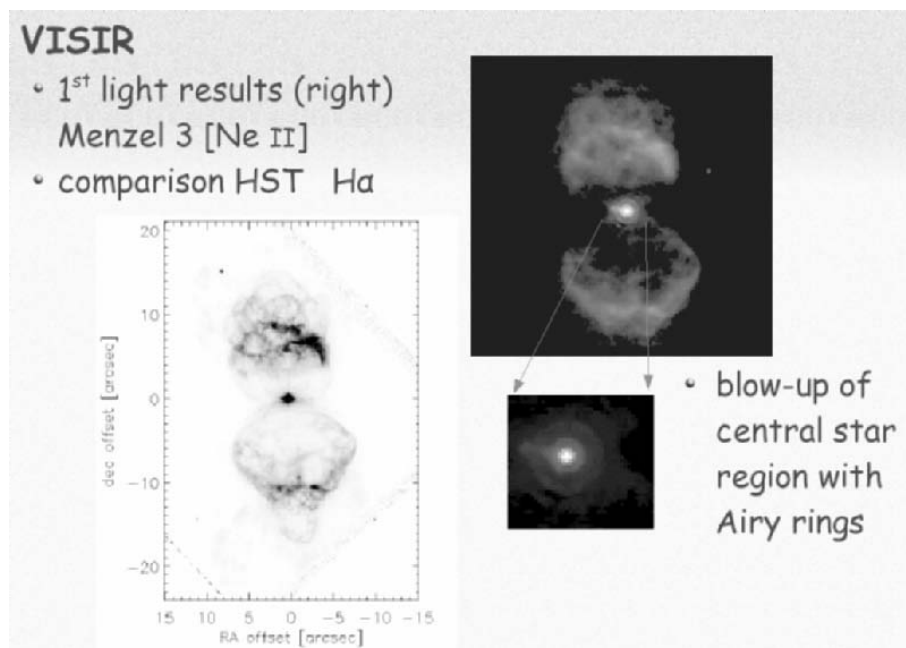 VISIR
• 1st light results (right)
Menzel 3 [Ne II]
• comparison HST Hα
20
10
0
-10
-20
dec offset [arcsec]
15 10 5 0 -5 -10 -15
RA offset [arcsec]
• blow-up of
central star
region with
Airy rings